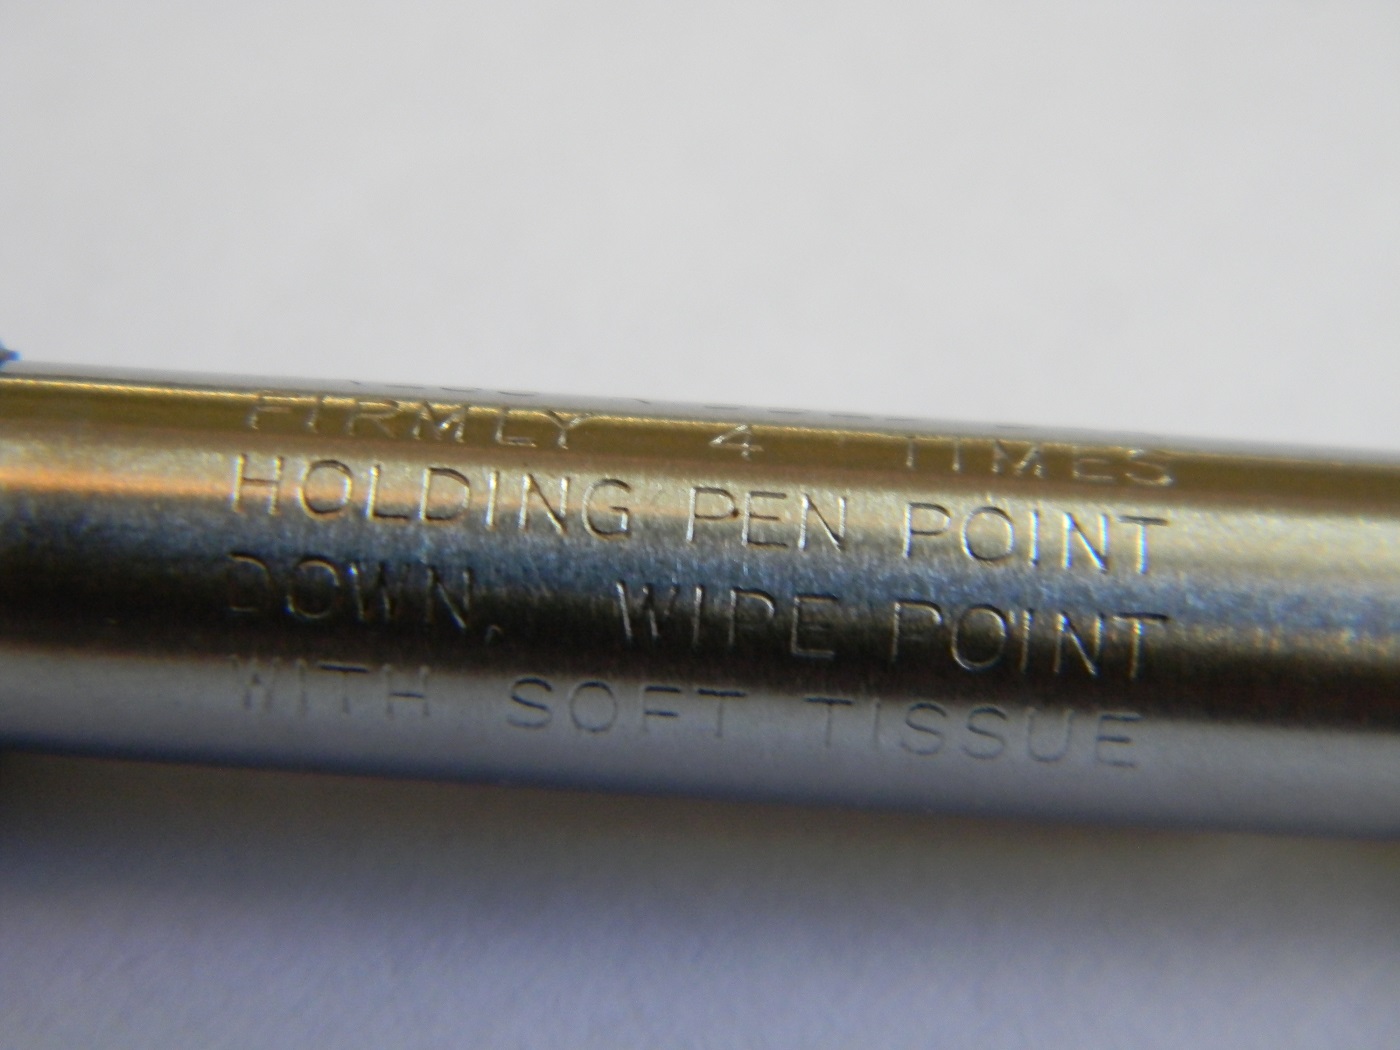 FIRMLY 4 TIMES
HOLDING PEN POINT
DOWN, WIPE POINT
WITH SOFT TISSUE